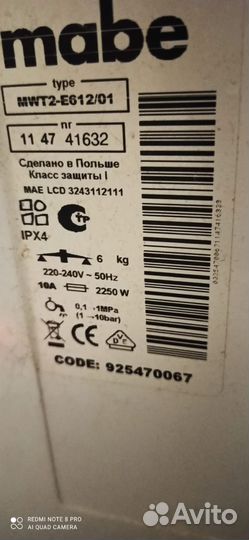 mabe
type
MWT2-E612/01
nr
11 47 41632
Сделано в Польше
Класс защиты I
MAE LCD 3243112111
IPX4
6 kg
220-240V ~ 50Hz
10A 2250 W
0,1 →1MPa
(1 →10bar)
CE
CODE: 925470067
REDMI NOTE 8 PRO
AI QUAD CAMERA
Avito